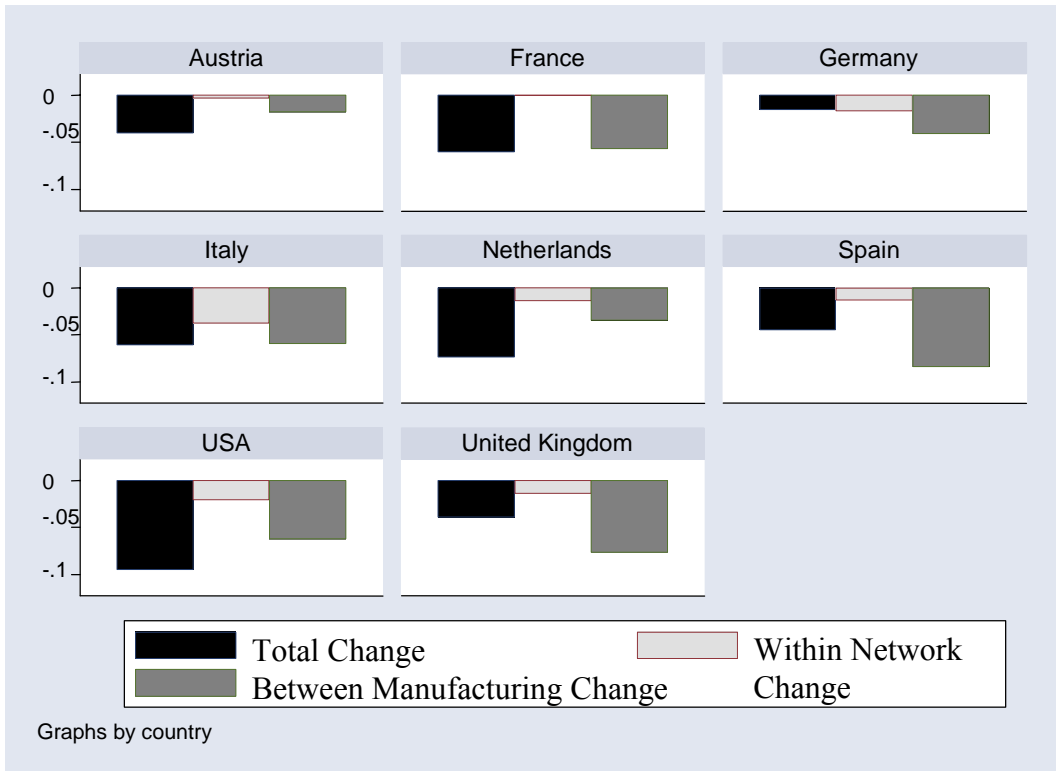 Austria
France
Germany
0
-.05
-.1
Italy
Netherlands
Spain
0
-.05
-.1
USA
United Kingdom
0
-.05
-.1
Total Change
Within Network
Between Manufacturing Change
Change
Graphs by country